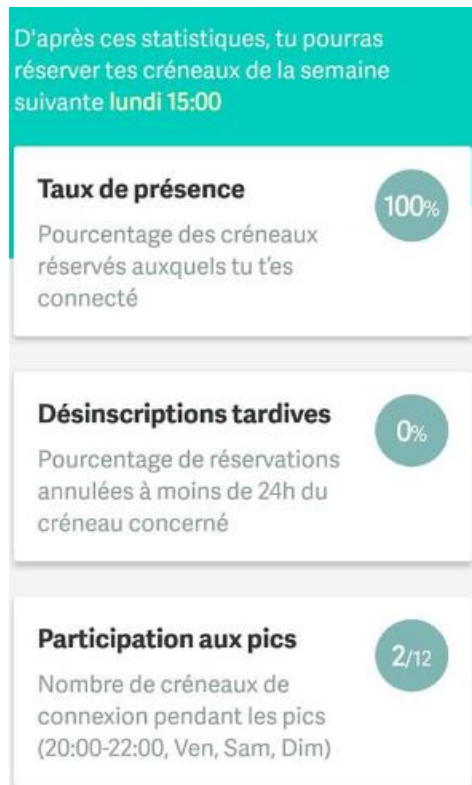 D'après ces statistiques, tu pourras
réserver tes créneaux de la semaine
suivante lundi 15:00
Taux de présence
100%
Pourcentage des créneaux
réservés auxquels tu t'es
connecté
Désinscriptions tardives
0%
Pourcentage de réservations
annulées à moins de 24h du
créneau concerné
Participation aux pics
2/12
Nombre de créneaux de
connexion pendant les pics
(20:00-22:00, Ven, Sam, Dim)